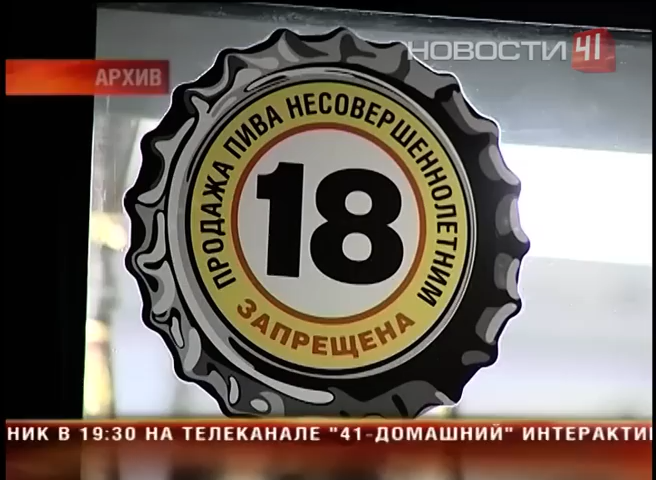 НОВОСТИ 41
АРХИВ
ПРОДАЖА ПИВА НЕСОВЕРШЕННОЛЕТНИМ
18
ЗАПРЕЩЕНА
НИК В 19:30 НА ТЕЛЕКАНАЛЕ "41-ДОМАШНИЙ" ИНТЕРАКТИ